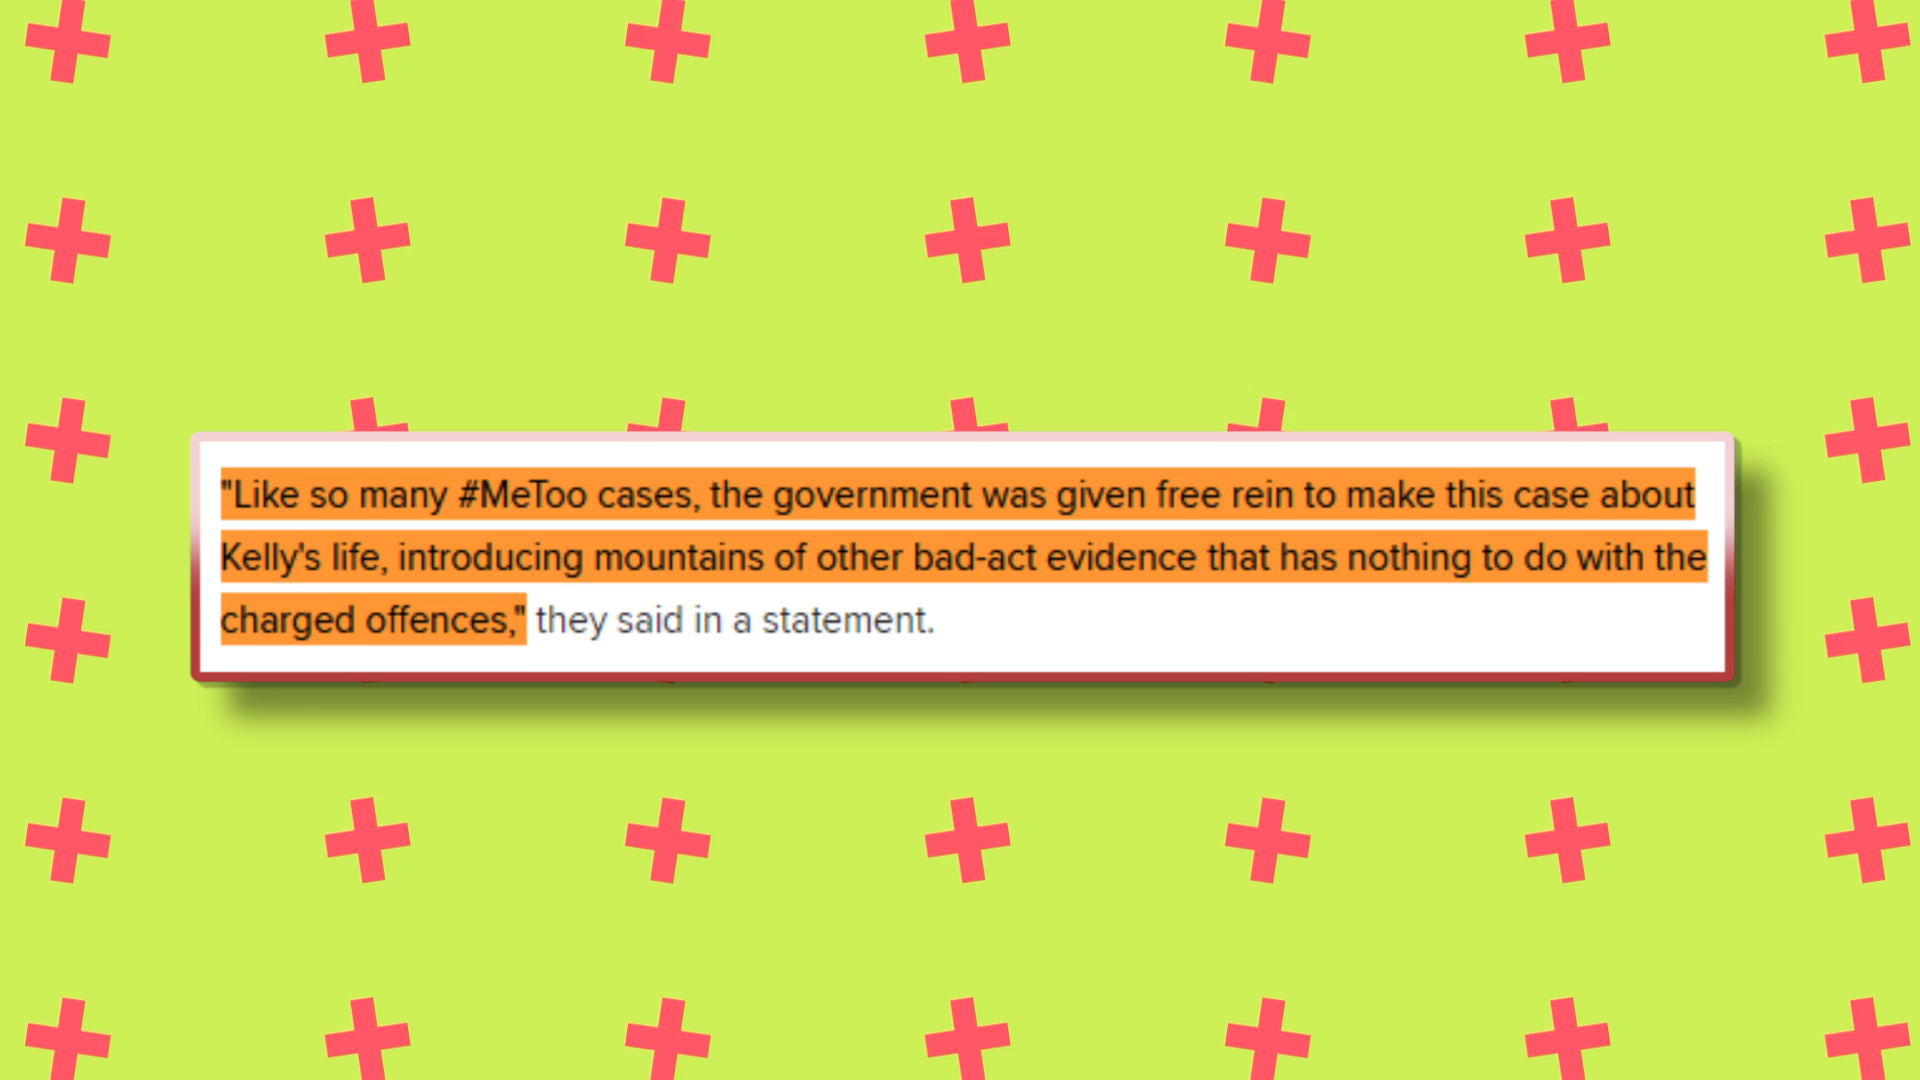 "Like so many #MeToo cases, the government was given free rein to make this case about
Kelly's life, introducing mountains of other bad-act evidence that has nothing to do with the
charged offences," they said in a statement.